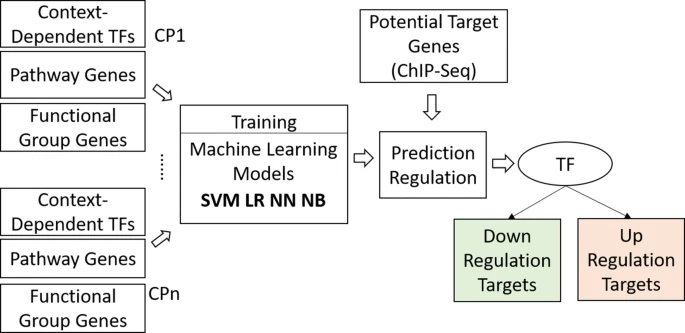 Context-
Dependent TFs
CP1
Pathway Genes
Functional
Group Genes
Context-
Dependent TFs
Pathway Genes
Functional
Group Genes
CPn
Training
Machine Learning
Models
SVM LR NN NB
Potential Target
Genes
(ChIP-Seq)
Prediction
Regulation
TF
Down
Regulation
Targets
Up
Regulation
Targets